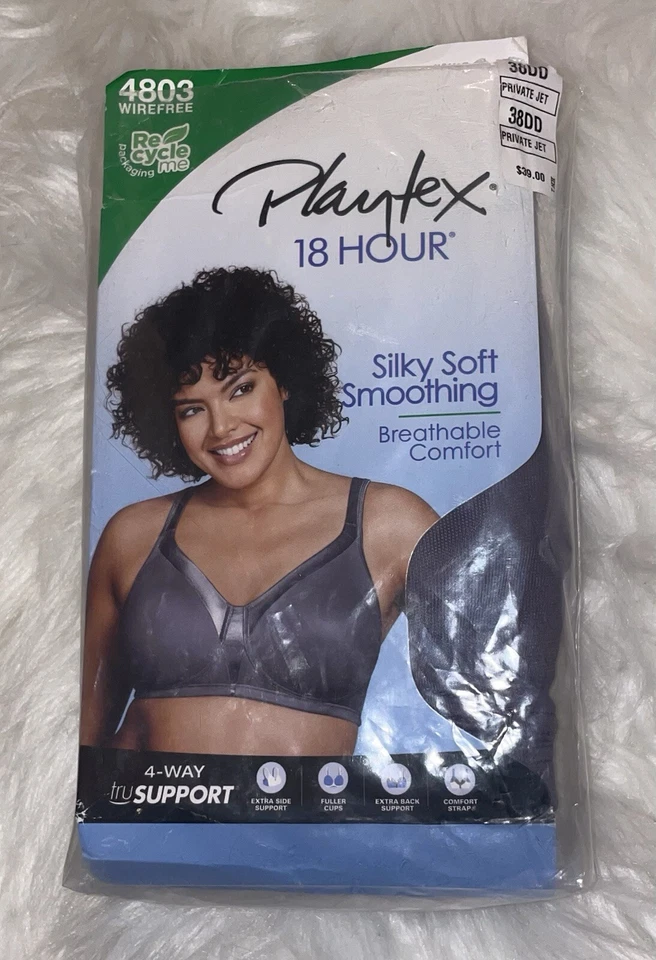 4803
WIREFREE
Re
cycle
me
Packaging
38DD
PRIVATE JET
38DD
PRIVATE JET
$39.00
Playtex®
18 HOUR®
Silky Soft
Smoothing
Breathable
Comfort
4-WAY
truSUPPORT
EXTRA SIDE
SUPPORT
FULLER
CUPS
EXTRA BACK
SUPPORT
COMFORT
STRAP®